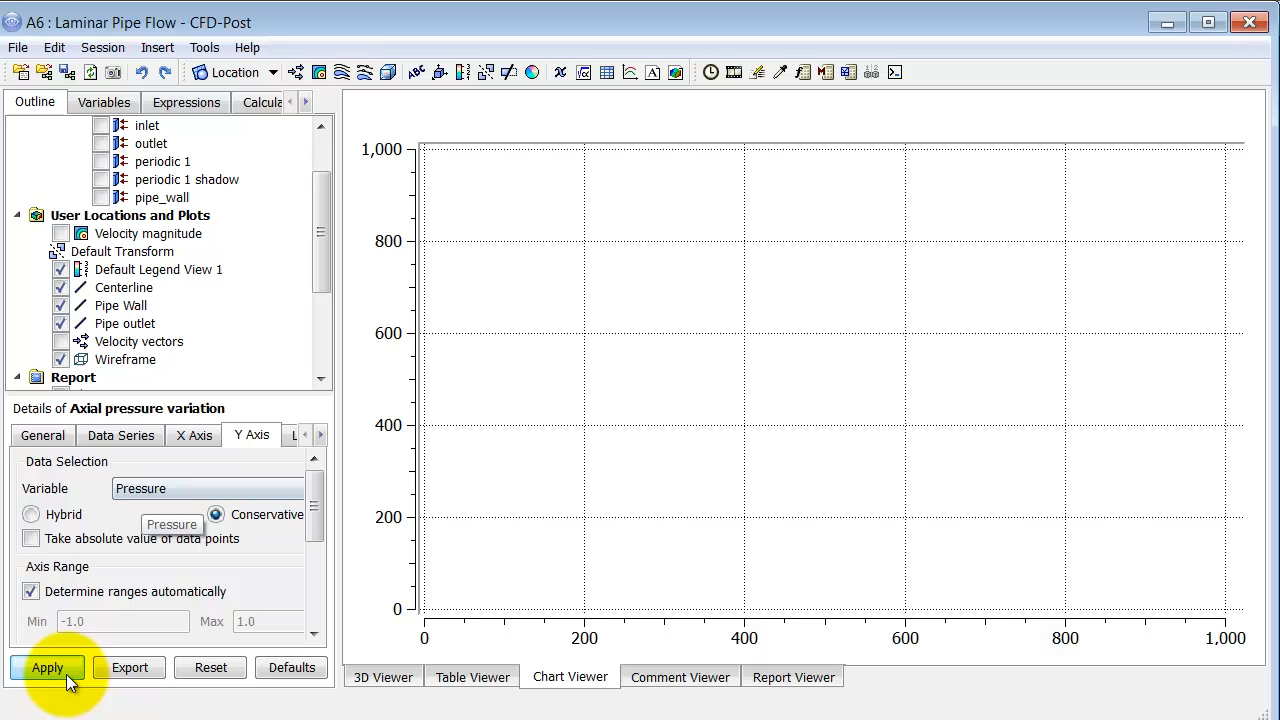 A6 : Laminar Pipe Flow - CFD-Post
File Edit Session Insert Tools Help
Location
Outline Variables Expressions Calcula
inlet
outlet
periodic 1
periodic 1 shadow
pipe_wall
User Locations and Plots
Velocity magnitude
Default Transform
Default Legend View 1
Centerline
Pipe Wall
Pipe outlet
Velocity vectors
Wireframe
Report
Details of Axial pressure variation
General Data Series X Axis Y Axis L
Data Selection
Variable Pressure
Hybrid Conservative
Pressure
Take absolute value of data points
Axis Range
Determine ranges automatically
Min -1.0 Max 1.0
Apply Export Reset Defaults
1,000
800
600
400
200
0
0 200 400 600 800 1,000
3D Viewer Table Viewer Chart Viewer Comment Viewer Report Viewer